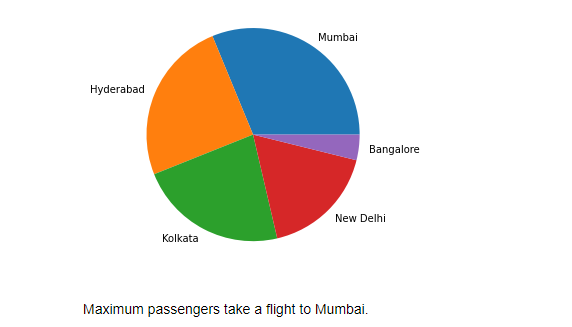 Mumbai
Hyderabad
Bangalore
New Delhi
Kolkata
Maximum passengers take a flight to Mumbai.